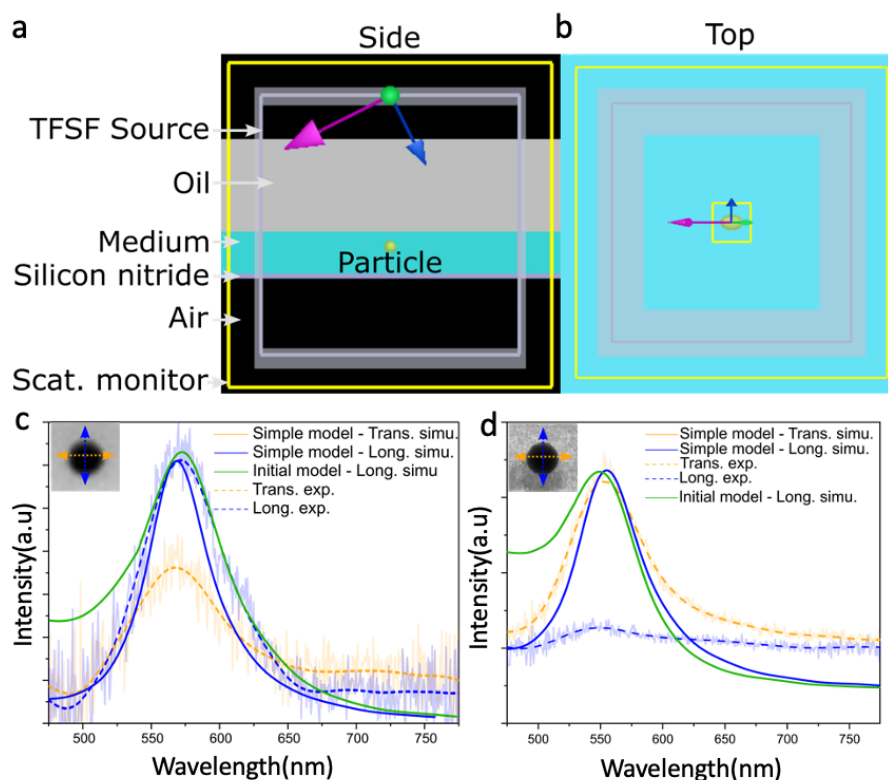 a
Side
b
Top
TFSF Source
Oil
Medium
Particle
Silicon nitride
Air
Scat. monitor
c
Simple model - Trans. simu.
Simple model - Long. simu.
Initial model - Long. simu
Trans. exp.
Long. exp.
Intensity(a.u)
500 550 600 650 700 750
Wavelength(nm)
d
Simple model - Trans. simu.
Simple model - Long. simu.
Trans. exp.
Long. exp.
Initial model - Long. simu.
Intensity(a.u)
500 550 600 650 700 750
Wavelength(nm)